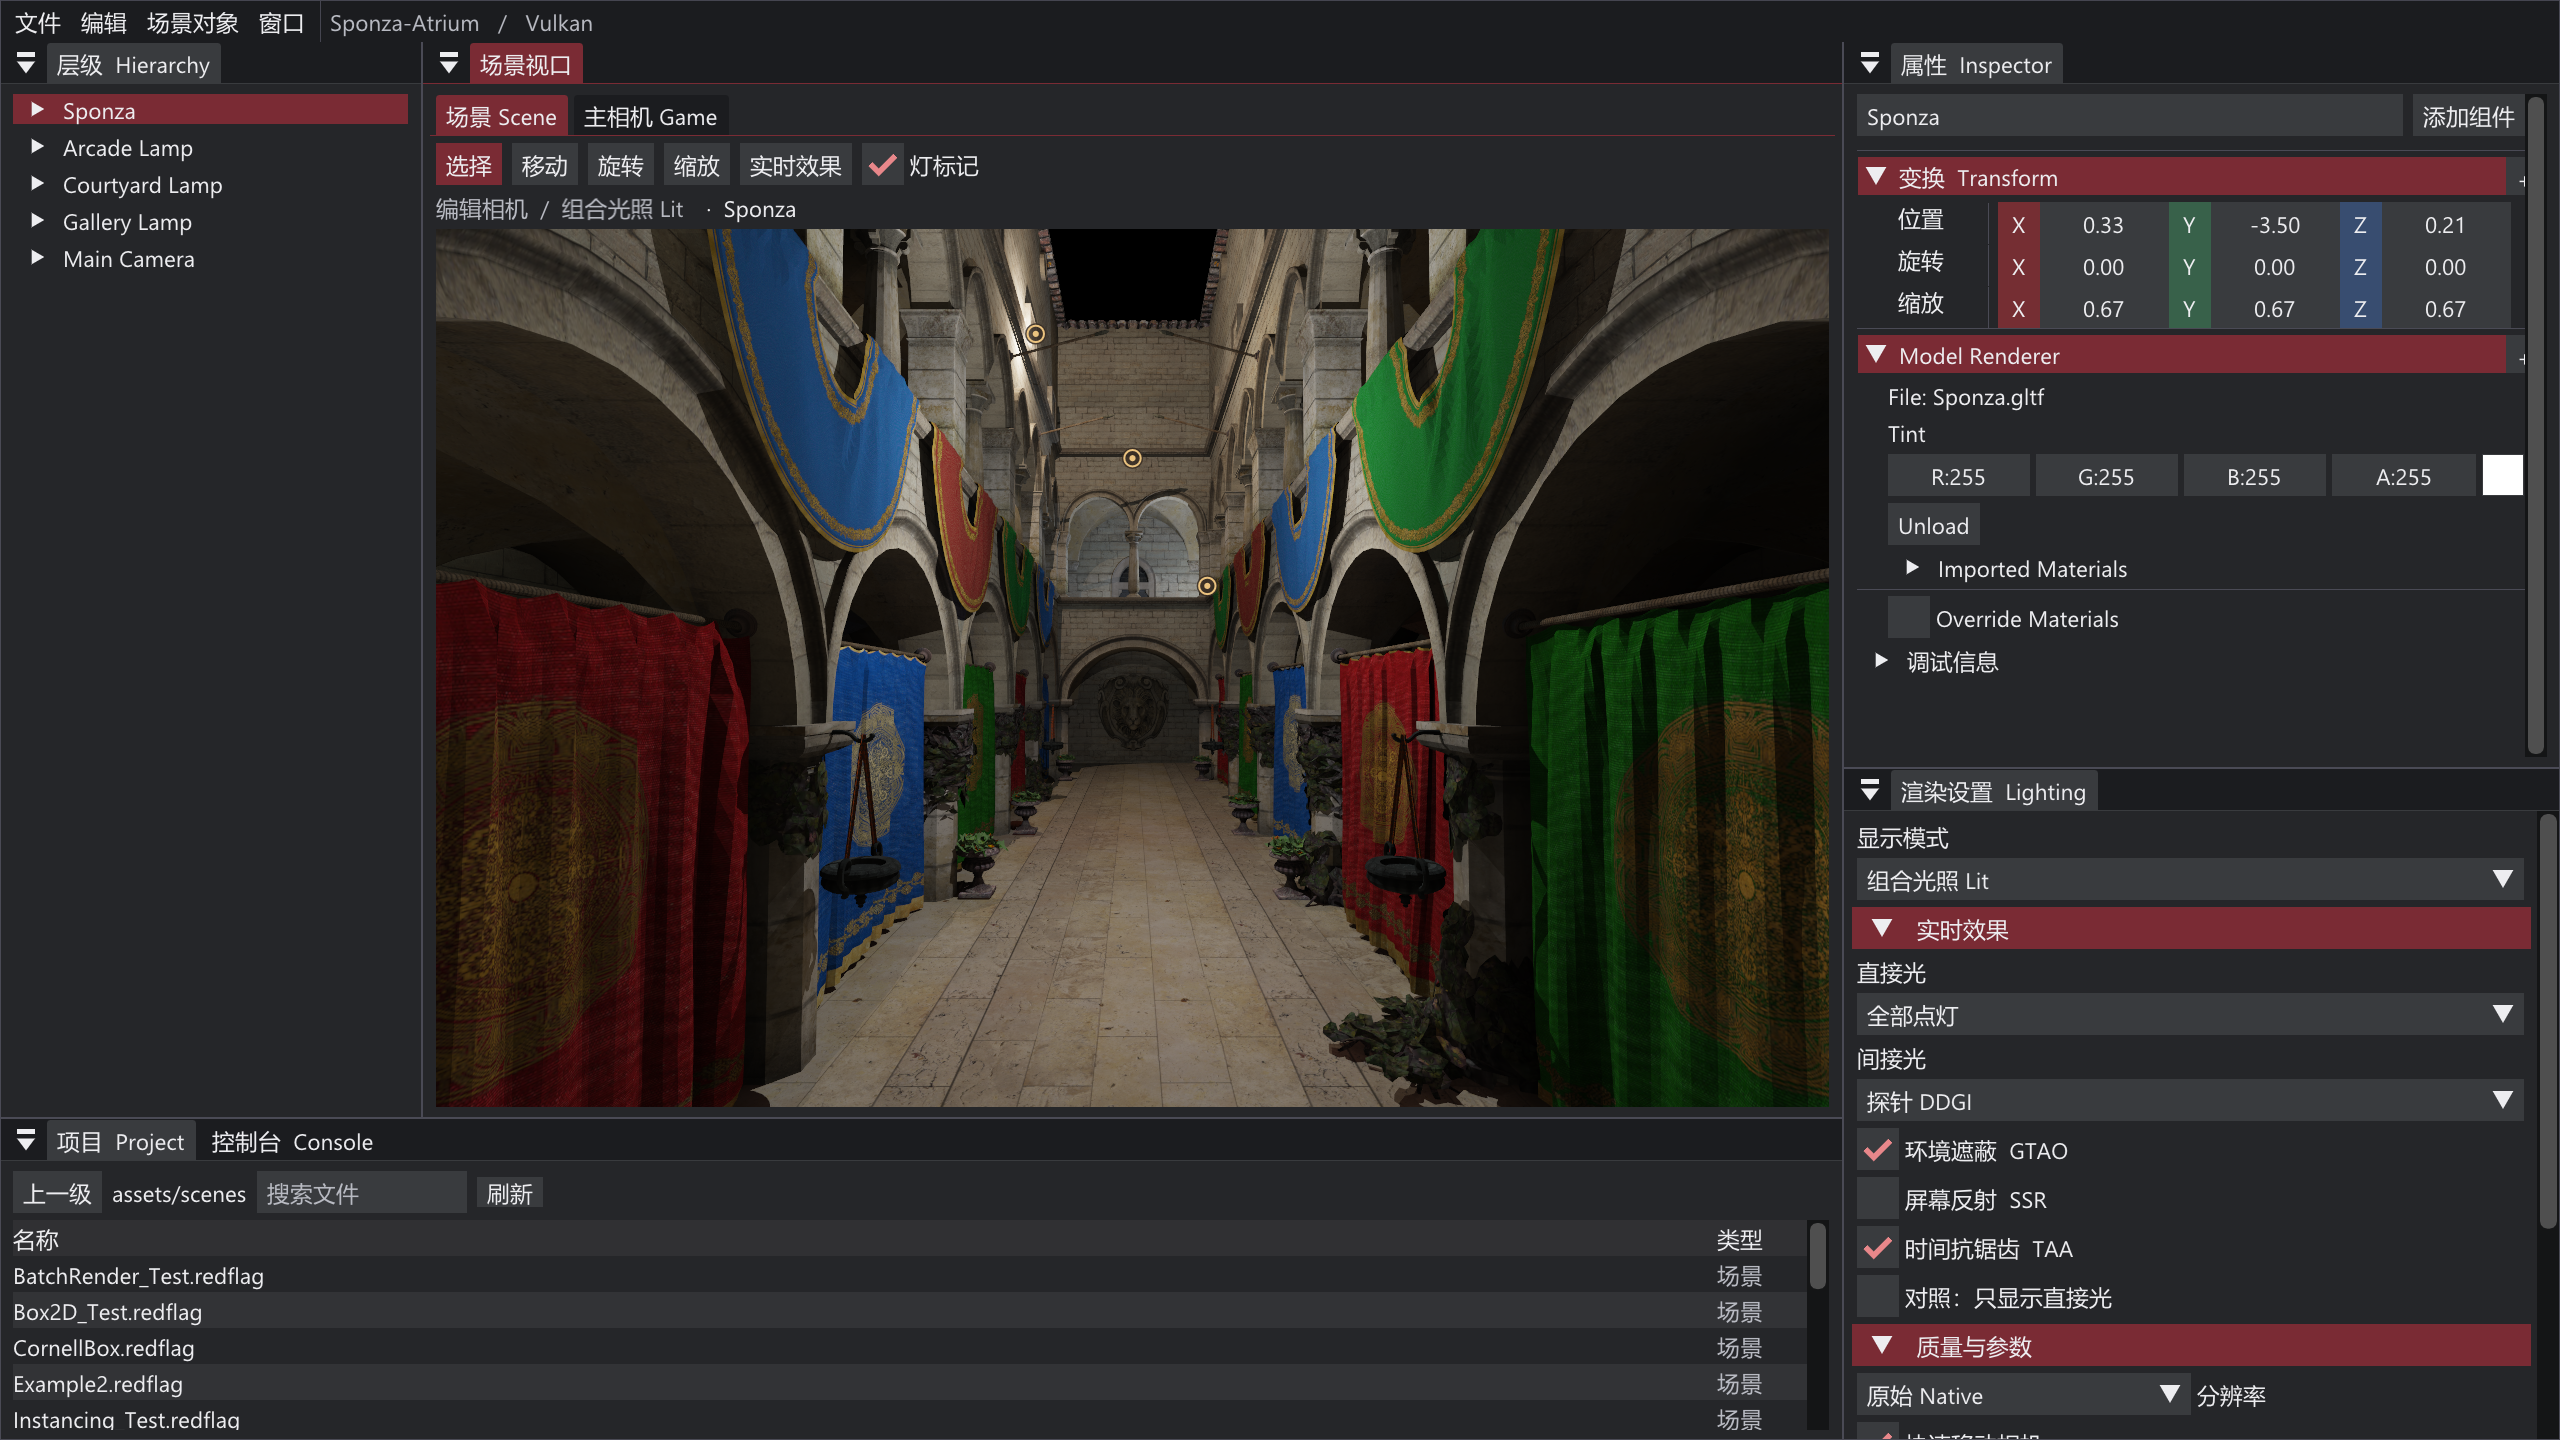 文件 编辑 场景对象 窗口 Sponza-Atrium / Vulkan
层级 Hierarchy
Sponza
Arcade Lamp
Courtyard Lamp
Gallery Lamp
Main Camera
场景视口
场景 Scene 主相机 Game
选择 移动 旋转 缩放 实时效果 灯标记
编辑相机 / 组合光照 Lit · Sponza
属性 Inspector
Sponza 添加组件
变换 Transform
位置 X 0.33 Y -3.50 Z 0.21
旋转 X 0.00 Y 0.00 Z 0.00
缩放 X 0.67 Y 0.67 Z 0.67
Model Renderer
File: Sponza.gltf
Tint
R:255 G:255 B:255 A:255
Unload
Imported Materials
Override Materials
调试信息
渲染设置 Lighting
显示模式
组合光照 Lit
实时效果
直接光
全部点灯
间接光
探针 DDGI
环境遮蔽 GTAO
屏幕反射 SSR
时间抗锯齿 TAA
对照：只显示直接光
质量与参数
原始 Native 分辨率
项目 Project 控制台 Console
上一级 assets/scenes 搜索文件 刷新
名称 类型
BatchRender_Test.redflag 场景
Box2D_Test.redflag 场景
CornellBox.redflag 场景
Example2.redflag 场景
Instancing_Test.redflag 场景